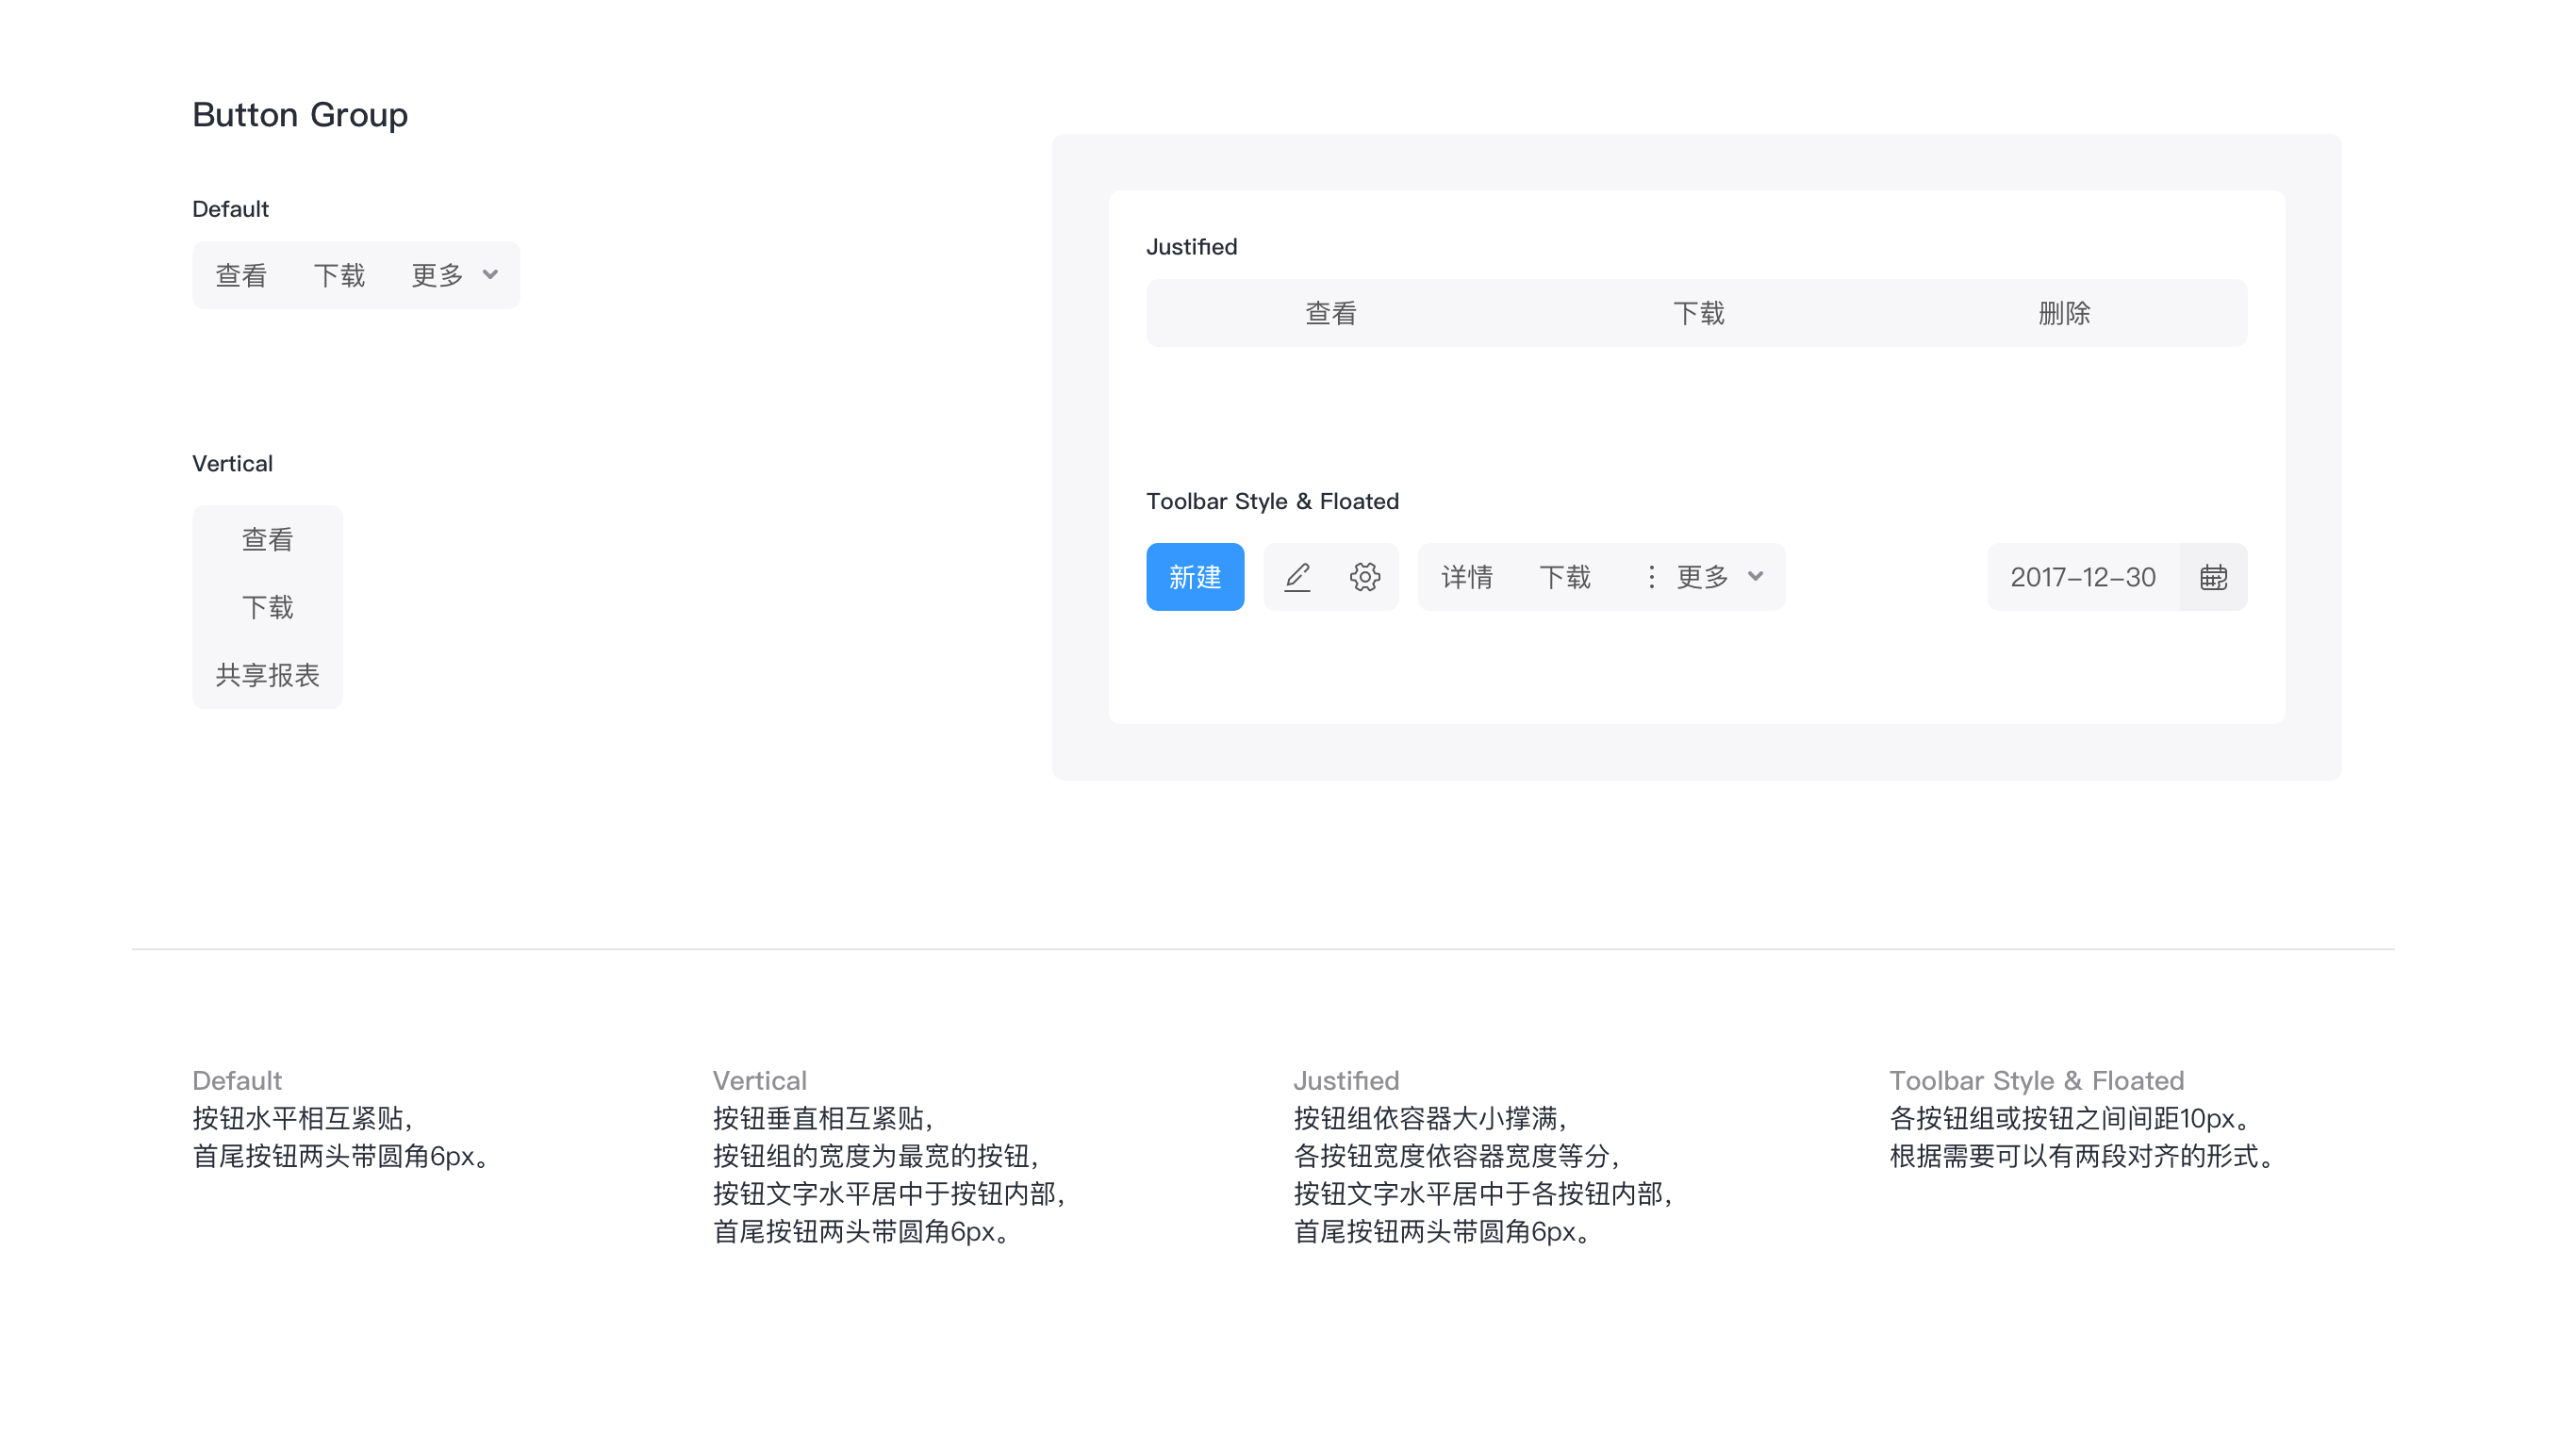 Button Group
Default
查看 下载 更多
Vertical
查看
下载
共享报表
Justified
查看 下载 删除
Toolbar Style & Floated
新建 详情 下载 更多 2017-12-30
Default
按钮水平相互紧贴，
首尾按钮两头带圆角6px。
Vertical
按钮垂直相互紧贴，
按钮组的宽度为最宽的按钮，
按钮文字水平居中于按钮内部，
首尾按钮两头带圆角6px。
Justified
按钮组依容器大小撑满，
各按钮宽度依容器宽度等分，
按钮文字水平居中于各按钮内部，
首尾按钮两头带圆角6px。
Toolbar Style & Floated
各按钮组或按钮之间间距10px。
根据需要可以有两段对齐的形式。